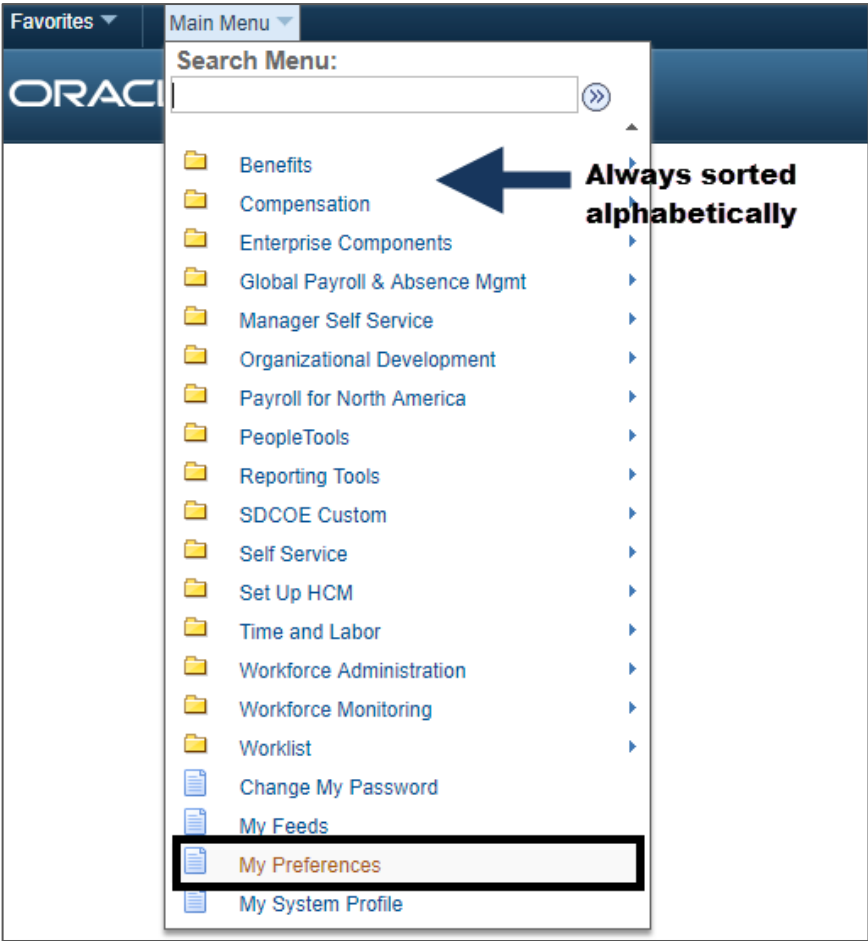 Favorites Main Menu
Search Menu:
ORACL
Benefits
Always sorted
alphabetically
Compensation
Enterprise Components
Global Payroll & Absence Mgmt
Manager Self Service
Organizational Development
Payroll for North America
PeopleTools
Reporting Tools
SDCOE Custom
Self Service
Set Up HCM
Time and Labor
Workforce Administration
Workforce Monitoring
Worklist
Change My Password
My Feeds
My Preferences
My System Profile